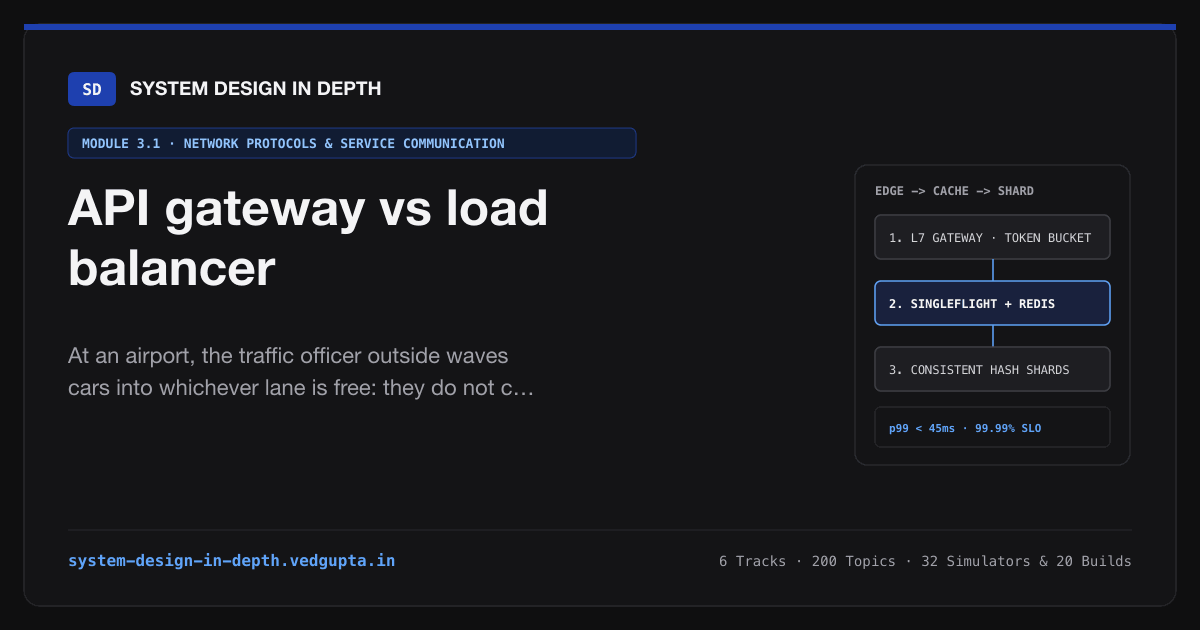 SD
SYSTEM DESIGN IN DEPTH
MODULE 3.1 · NETWORK PROTOCOLS & SERVICE COMMUNICATION
API gateway vs load
balancer
At an airport, the traffic officer outside waves
cars into whichever lane is free: they do not c...
EDGE -> CACHE -> SHARD
1. L7 GATEWAY · TOKEN BUCKET
2. SINGLEFLIGHT + REDIS
3. CONSISTENT HASH SHARDS
p99 < 45ms · 99.99% SLO
system-design-in-depth.vedgupta.in
6 Tracks · 200 Topics · 32 Simulators & 20 Builds